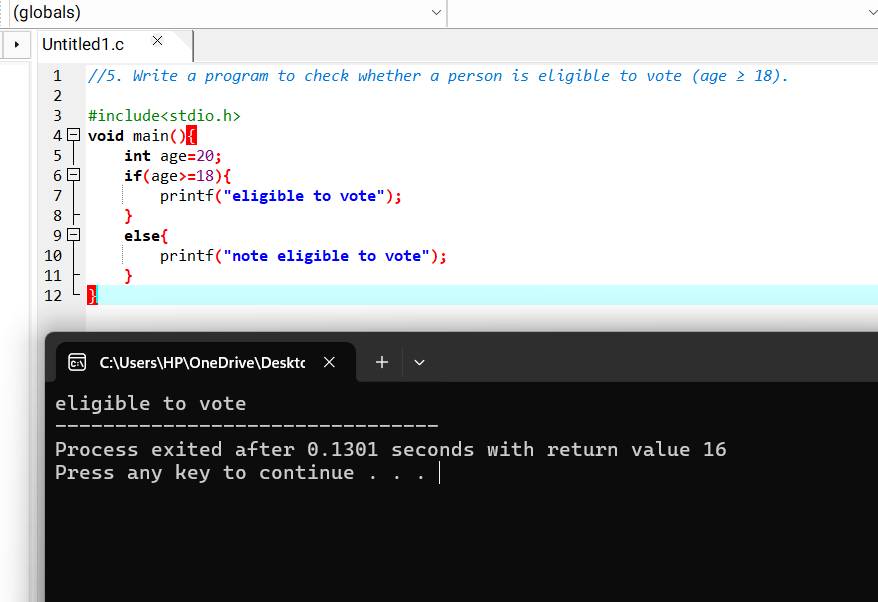 (globals)
Untitled1.c
1 //5. Write a program to check whether a person is eligible to vote (age ≥ 18).
2
3 #include<stdio.h>
4 void main(){
5     int age=20;
6     if(age>=18){
7         printf("eligible to vote");
8     }
9     else{
10         printf("note eligible to vote");
11     }
12 }
C:\Users\HP\OneDrive\Deskto
eligible to vote
--------------------------------
Process exited after 0.1301 seconds with return value 16
Press any key to continue . . .